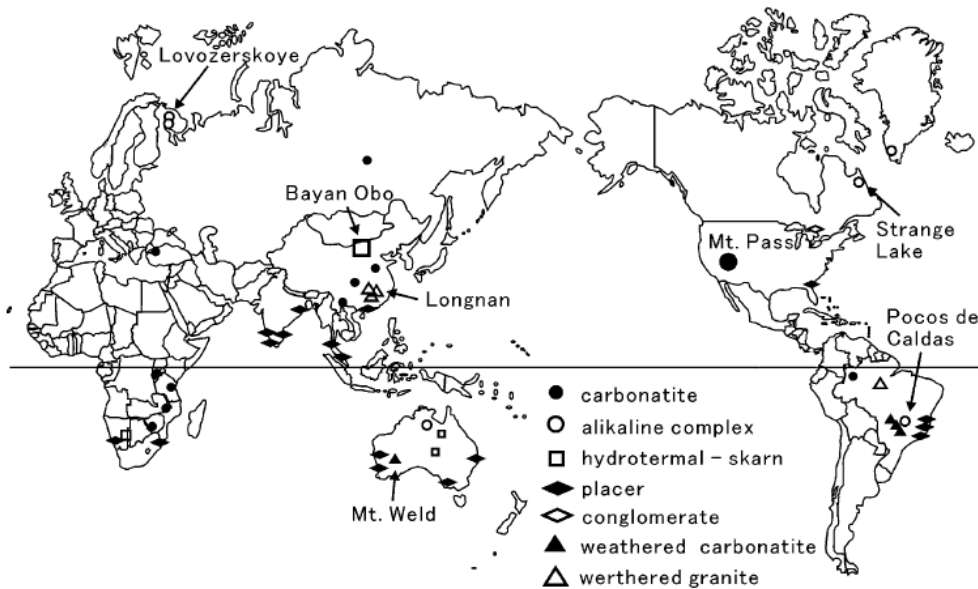 Lovozerskoye
Bayan Obo
Longnan
Mt. Weld
Mt. Pass
Strange
Lake
Pocos de
Caldas
carbonatite
alikaline complex
hydrotermal - skarn
placer
conglomerate
weathered carbonatite
werthered granite